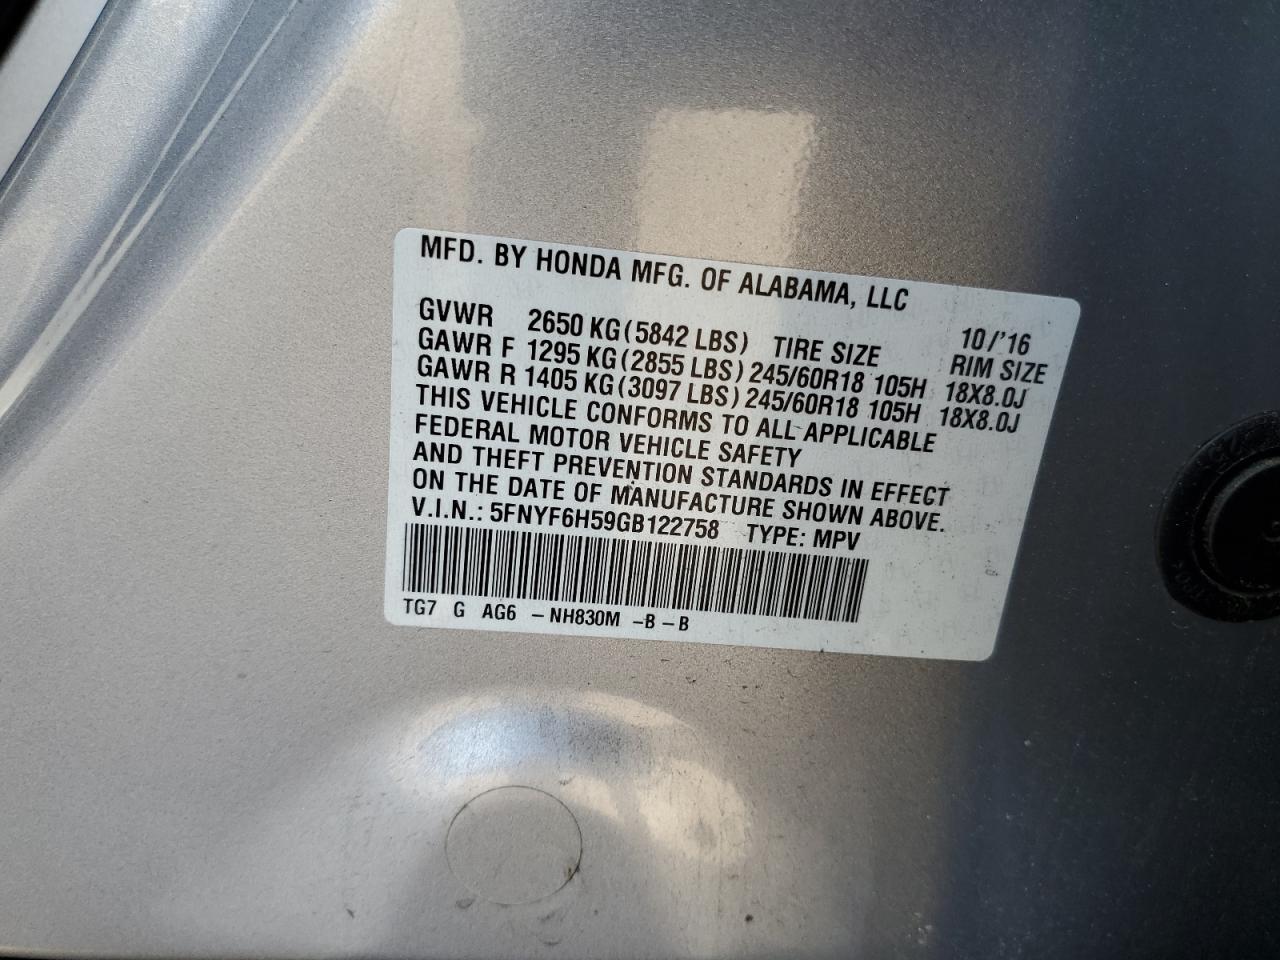 MFD. BY HONDA MFG. OF ALABAMA, LLC
10/'16
GVWR 2650 KG(5842 LBS) TIRE SIZE RIM SIZE
GAWR F 1295 KG(2855 LBS) 245/60R18 105H 18X8.0J
GAWR R 1405 KG(3097 LBS) 245/60R18 105H 18X8.0J
THIS VEHICLE CONFORMS TO ALL APPLICABLE
FEDERAL MOTOR VEHICLE SAFETY
AND THEFT PREVENTION STANDARDS IN EFFECT
ON THE DATE OF MANUFACTURE SHOWN ABOVE.
V.I.N.: 5FNYF6H59GB122758 TYPE: MPV
TG7 G AG6 –NH830M –B–B